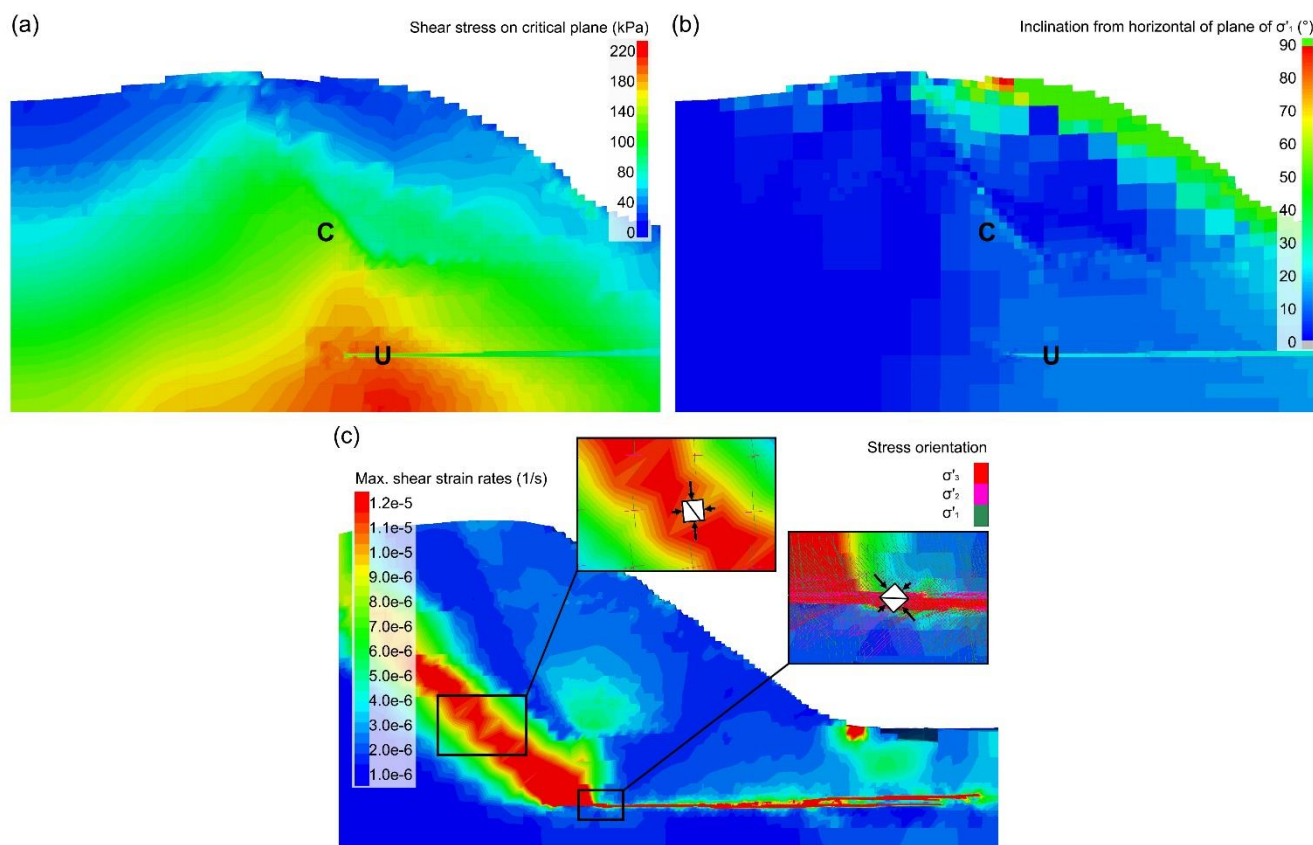 (a)
Shear stress on critical plane (kPa)
220
180
140
100
80
40
0
C
U
(b)
Inclination from horizontal of plane of σ'₁ (°)
90
80
70
60
50
40
30
20
10
0
C
U
(c)
Max. shear strain rates (1/s)
1.2e-5
1.1e-5
1.0e-5
9.0e-6
8.0e-6
7.0e-6
6.0e-6
5.0e-6
4.0e-6
3.0e-6
2.0e-6
1.0e-6
Stress orientation
σ'₃
σ'₂
σ'₁